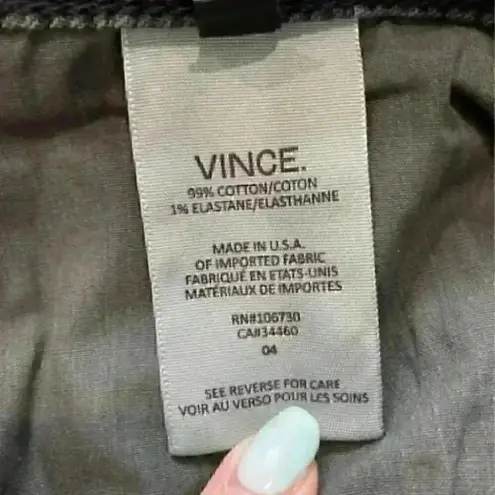 VINCE.
99% COTTON/COTON
1% ELASTANE/ELASTHANNE
MADE IN U.S.A.
OF IMPORTED FABRIC
FABRIQUÉ EN ETATS-UNIS
MATÉRIAUX DE IMPORTES
RN#106730
CA#34460
04
SEE REVERSE FOR CARE
VOIR AU VERSO POUR LES SOINS